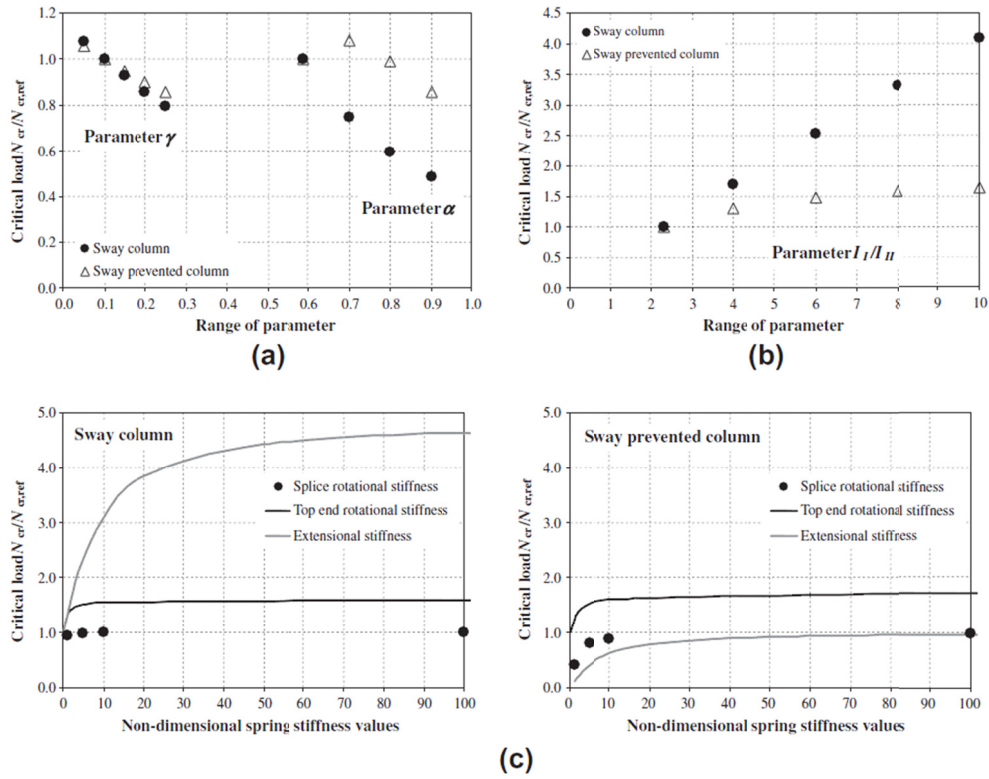 1.2
1.0
0.8
0.6
0.4
1.2
0.0
Critical load N cr/N cr,ref
Parameter γ
Parameter α
Sway column
Sway prevented column
0.0 0.1 0.2 0.3 0.4 0.5 0.6 0.7 0.8 0.9 1.0
Range of parameter
(a)
4.5
4.0
3.5
3.0
2.5
2.0
1.5
1.0
0.5
0.0
Critical load N cr/N cr,ref
Sway column
Sway prevented column
Parameter I I/I II
0 1 2 3 4 5 6 7 8 9 10
Range of parameter
(b)
5.0
4.0
3.0
2.0
1.0
0.0
Critical load N cr/N cr,ref
Sway column
Splice rotational stiffness
Top end rotational stiffness
Extensional stiffness
0 10 20 30 40 50 60 70 80 90 100
Non-dimensional spring stiffness values
5.0
4.0
3.0
2.0
1.0
0.0
Critical load N cr/N cr,ref
Sway prevented column
Splice rotational stiffness
Top end rotational stiffness
Extensional stiffness
0 10 20 30 40 50 60 70 80 90 100
Non-dimensional spring stiffness values
(c)